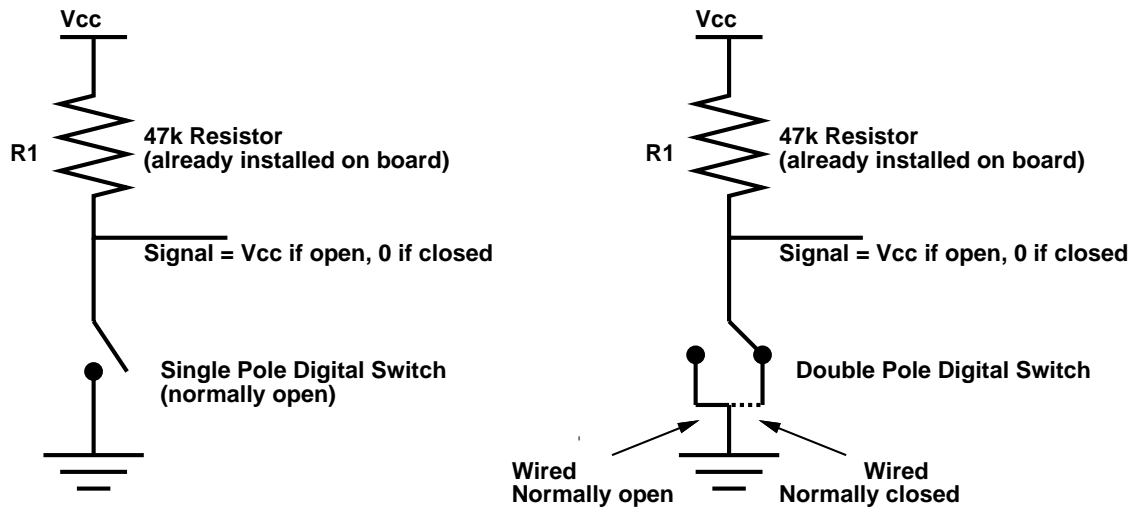 Vcc
R1
47k Resistor
(already installed on board)
Signal = Vcc if open, 0 if closed
Single Pole Digital Switch
(normally open)
Vcc
R1
47k Resistor
(already installed on board)
Signal = Vcc if open, 0 if closed
Double Pole Digital Switch
Wired
Normally open
Wired
Normally closed